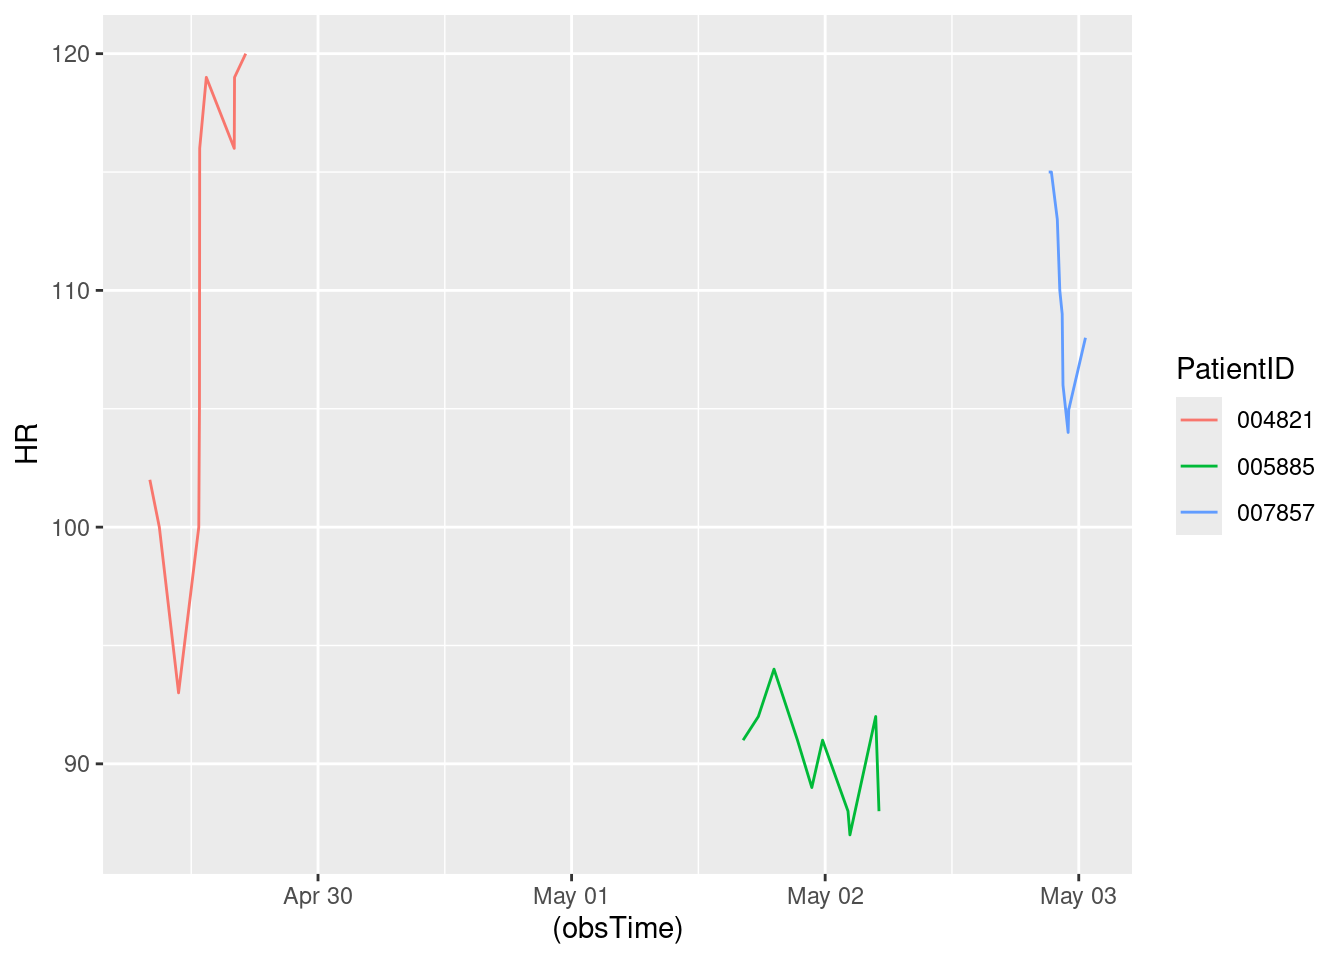 120
110
100
90
HR
Apr 30
May 01
May 02
May 03
(obsTime)
PatientID
004821
005885
007857